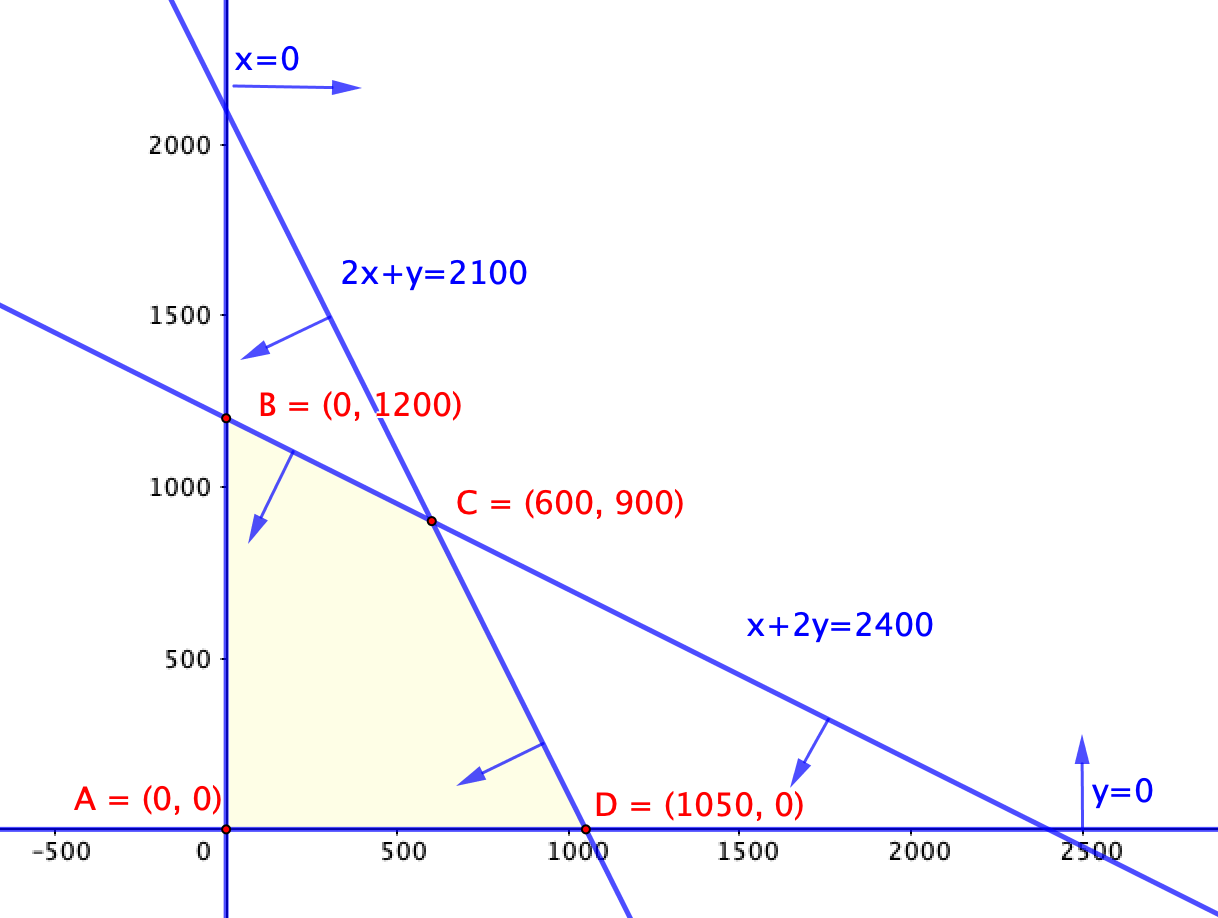 x=0
2000
2x+y=2100
1500
B = (0, 1200)
1000
C = (600, 900)
x+2y=2400
500
A = (0, 0)
D = (1050, 0)
y=0
–500 0 500 1000 1500 2000 2500